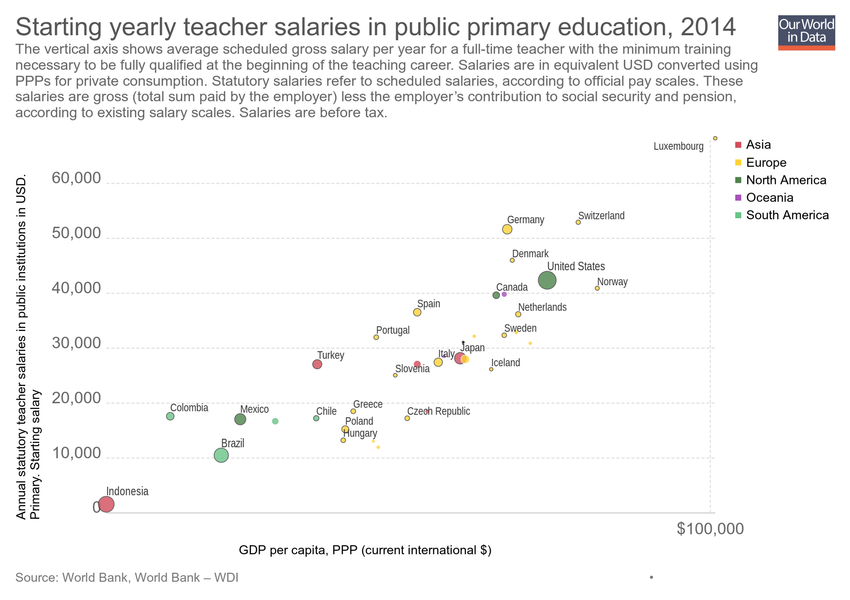 Starting yearly teacher salaries in public primary education, 2014
Our World
in Data
The vertical axis shows average scheduled gross salary per year for a full-time teacher with the minimum training
necessary to be fully qualified at the beginning of the teaching career. Salaries are in equivalent USD converted using
PPPs for private consumption. Statutory salaries refer to scheduled salaries, according to official pay scales. These
salaries are gross (total sum paid by the employer) less the employer's contribution to social security and pension,
according to existing salary scales. Salaries are before tax.
Luxembourg
Asia
Europe
North America
Oceania
South America
Annual statutory teacher salaries in public institutions in USD.
Primary. Starting salary
60,000
50,000
40,000
30,000
20,000
10,000
0
Switzerland
Germany
Denmark
United States
Norway
Canada
Spain
Netherlands
Portugal
Sweden
Italy
Japan
Turkey
Slovenia
Iceland
Colombia
Mexico
Chile
Greece
Czech Republic
Poland
Hungary
Brazil
Indonesia
$100,000
GDP per capita, PPP (current international $)
Source: World Bank, World Bank – WDI